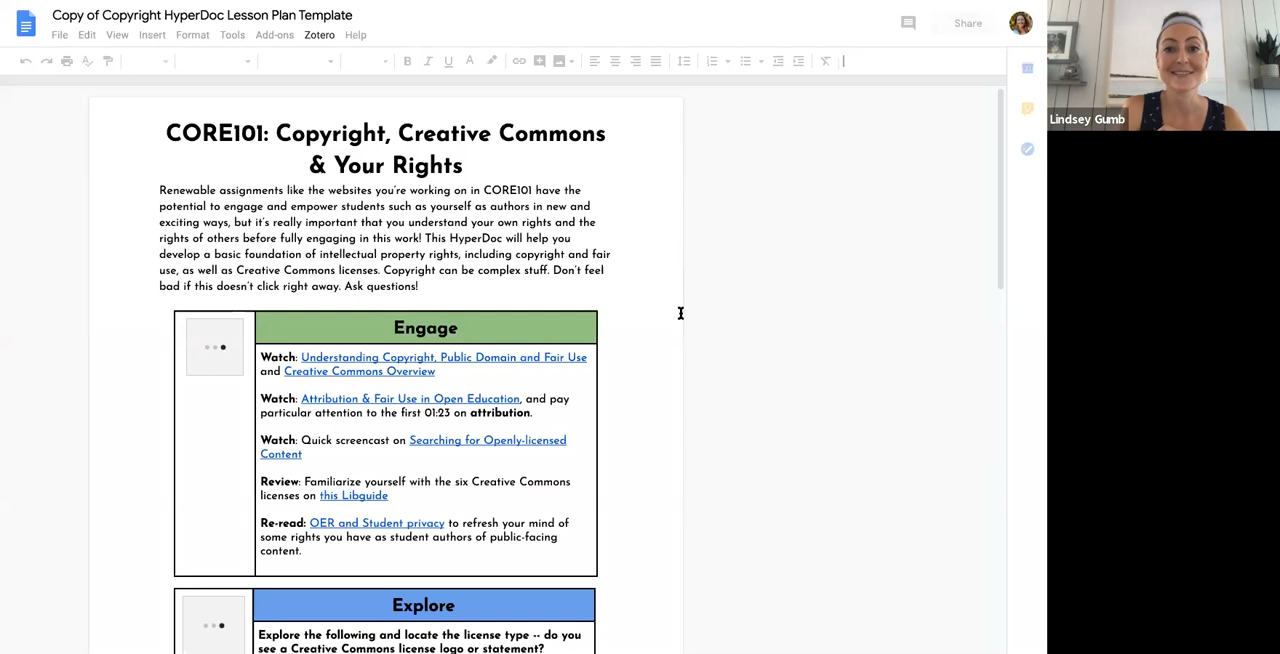 Copy of Copyright HyperDoc Lesson Plan Template
File Edit View Insert Format Tools Add-ons Zotero Help
Share
B I U A
Lindsey Gumb
CORE101: Copyright, Creative Commons
& Your Rights
Renewable assignments like the websites you're working on in CORE101 have the
potential to engage and empower students such as yourself as authors in new and
exciting ways, but it's really important that you understand your own rights and the
rights of others before fully engaging in this work! This HyperDoc will help you
develop a basic foundation of intellectual property rights, including copyright and fair
use, as well as Creative Commons licenses. Copyright can be complex stuff. Don't feel
bad if this doesn't click right away. Ask questions!
Engage
Watch: Understanding Copyright, Public Domain and Fair Use
and Creative Commons Overview
Watch: Attribution & Fair Use in Open Education, and pay
particular attention to the first 01:23 on attribution.
Watch: Quick screencast on Searching for Openly-licensed
Content
Review: Familiarize yourself with the six Creative Commons
licenses on this Libguide
Re-read: OER and Student privacy to refresh your mind of
some rights you have as student authors of public-facing
content.
Explore
Explore the following and locate the license type -- do you
see a Creative Commons license logo or statement?